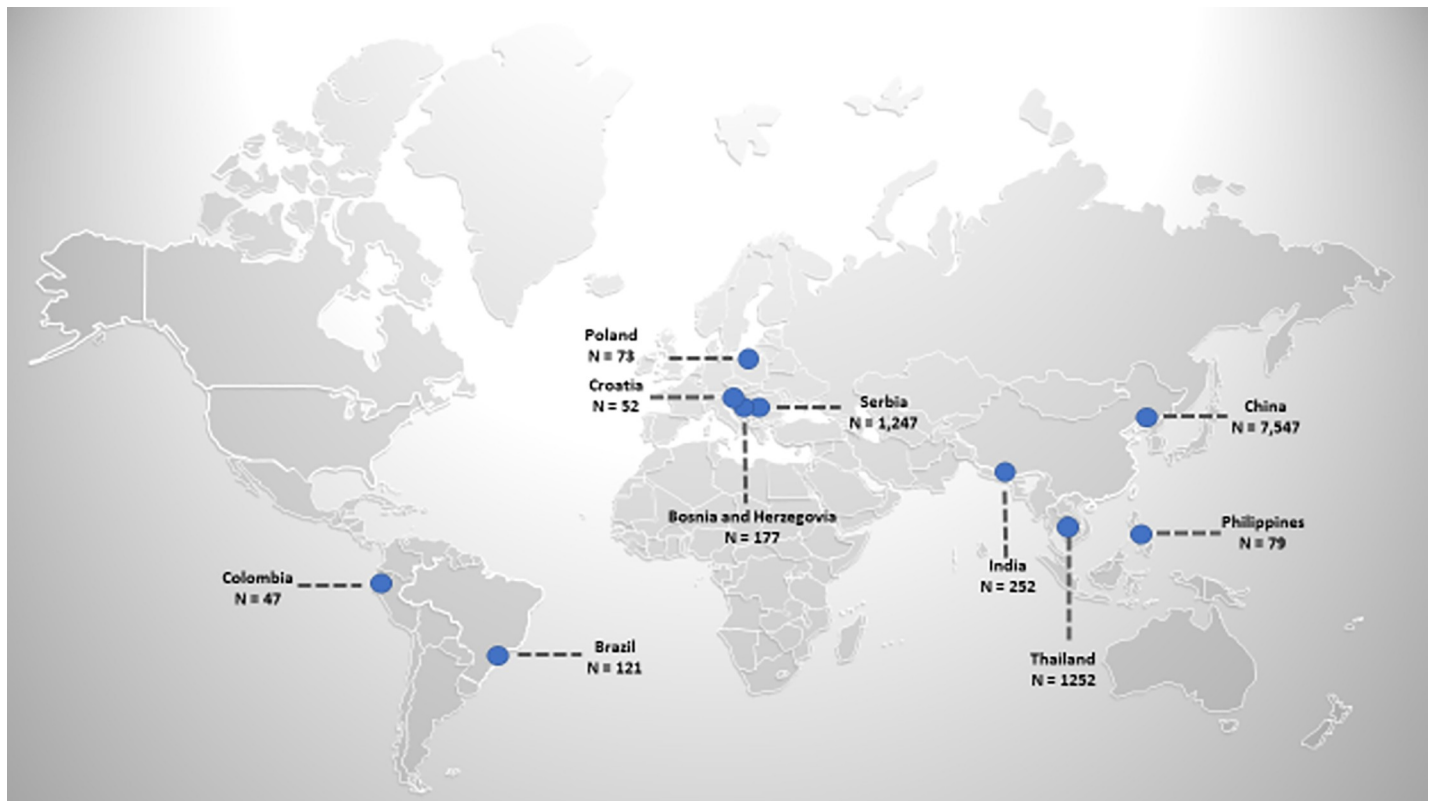 Poland
N = 73
Croatia
N = 52
Serbia
N = 1,247
China
N = 7,547
Bosnia and Herzegovia
N = 177
Philippines
N = 79
India
N = 252
Colombia
N = 47
Brazil
N = 121
Thailand
N = 1252